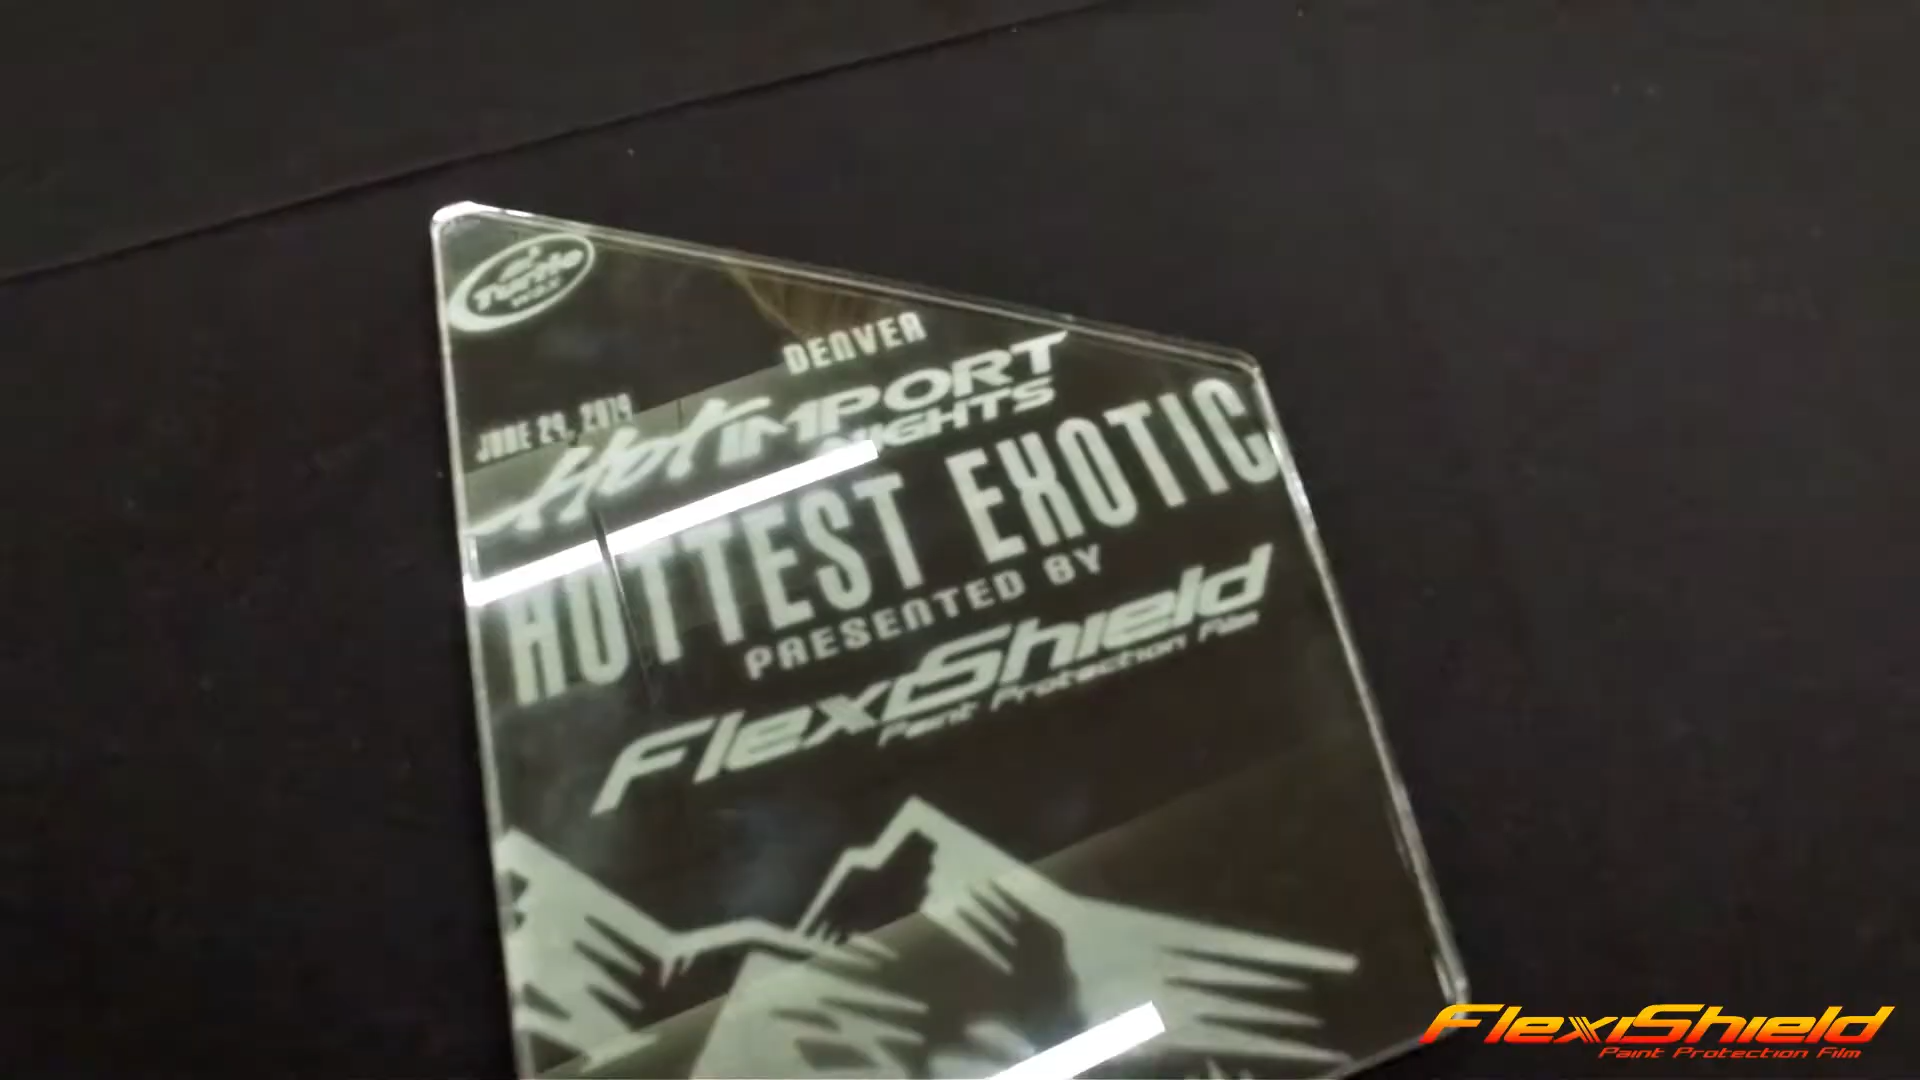 Turtle
WAX
DENVER
JUNE 29, 2019
Hot IMPORT
NIGHTS
HOTTEST EXOTIC
PRESENTED BY
FlexiShield
Paint Protection Film
FlexiShield
Paint Protection Film